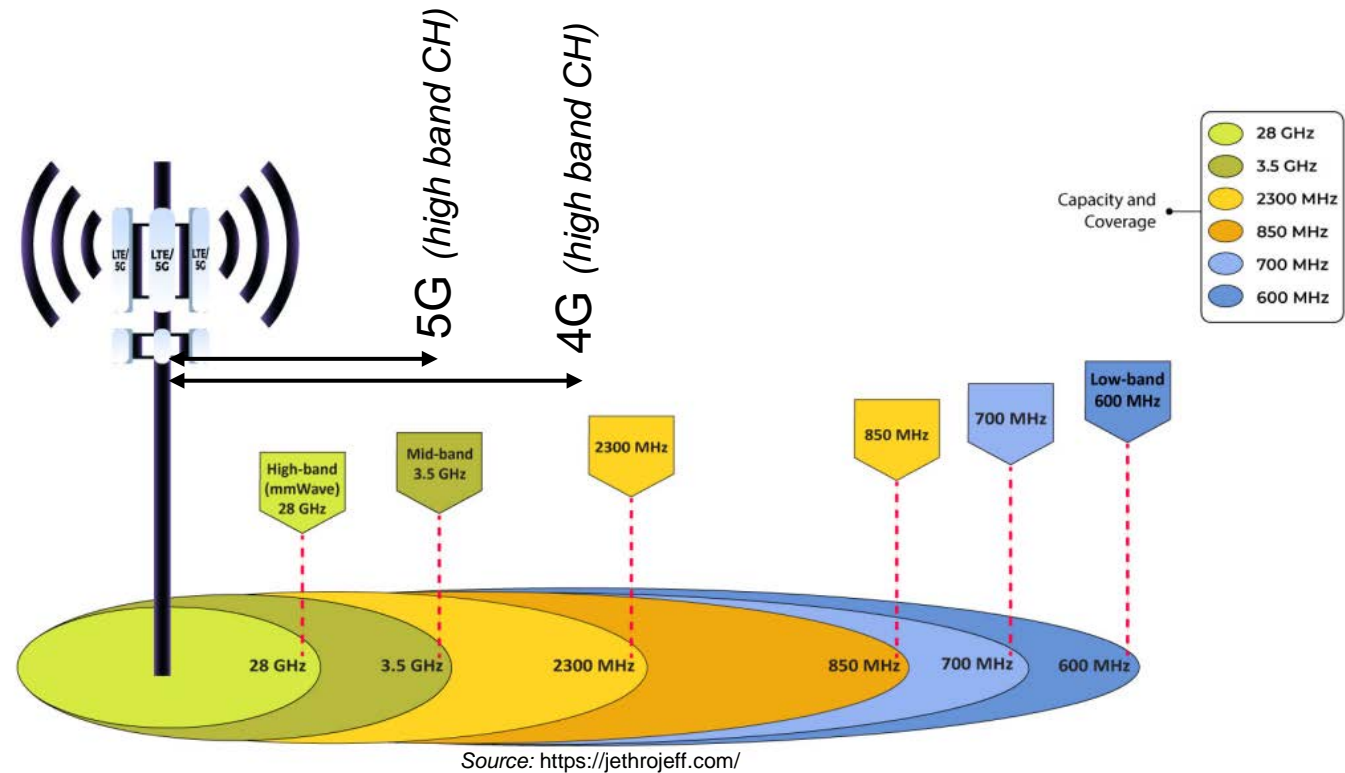 5G (high band CH)
4G (high band CH)
LTE/
5G
LTE/
5G
LTE/
5G
Capacity and
Coverage
28 GHz
3.5 GHz
2300 MHz
850 MHz
700 MHz
600 MHz
High-band
(mmWave)
28 GHz
Mid-band
3.5 GHz
2300 MHz
850 MHz
700 MHz
Low-band
600 MHz
28 GHz
3.5 GHz
2300 MHz
850 MHz
700 MHz
600 MHz
Source: https://jethrojeff.com/